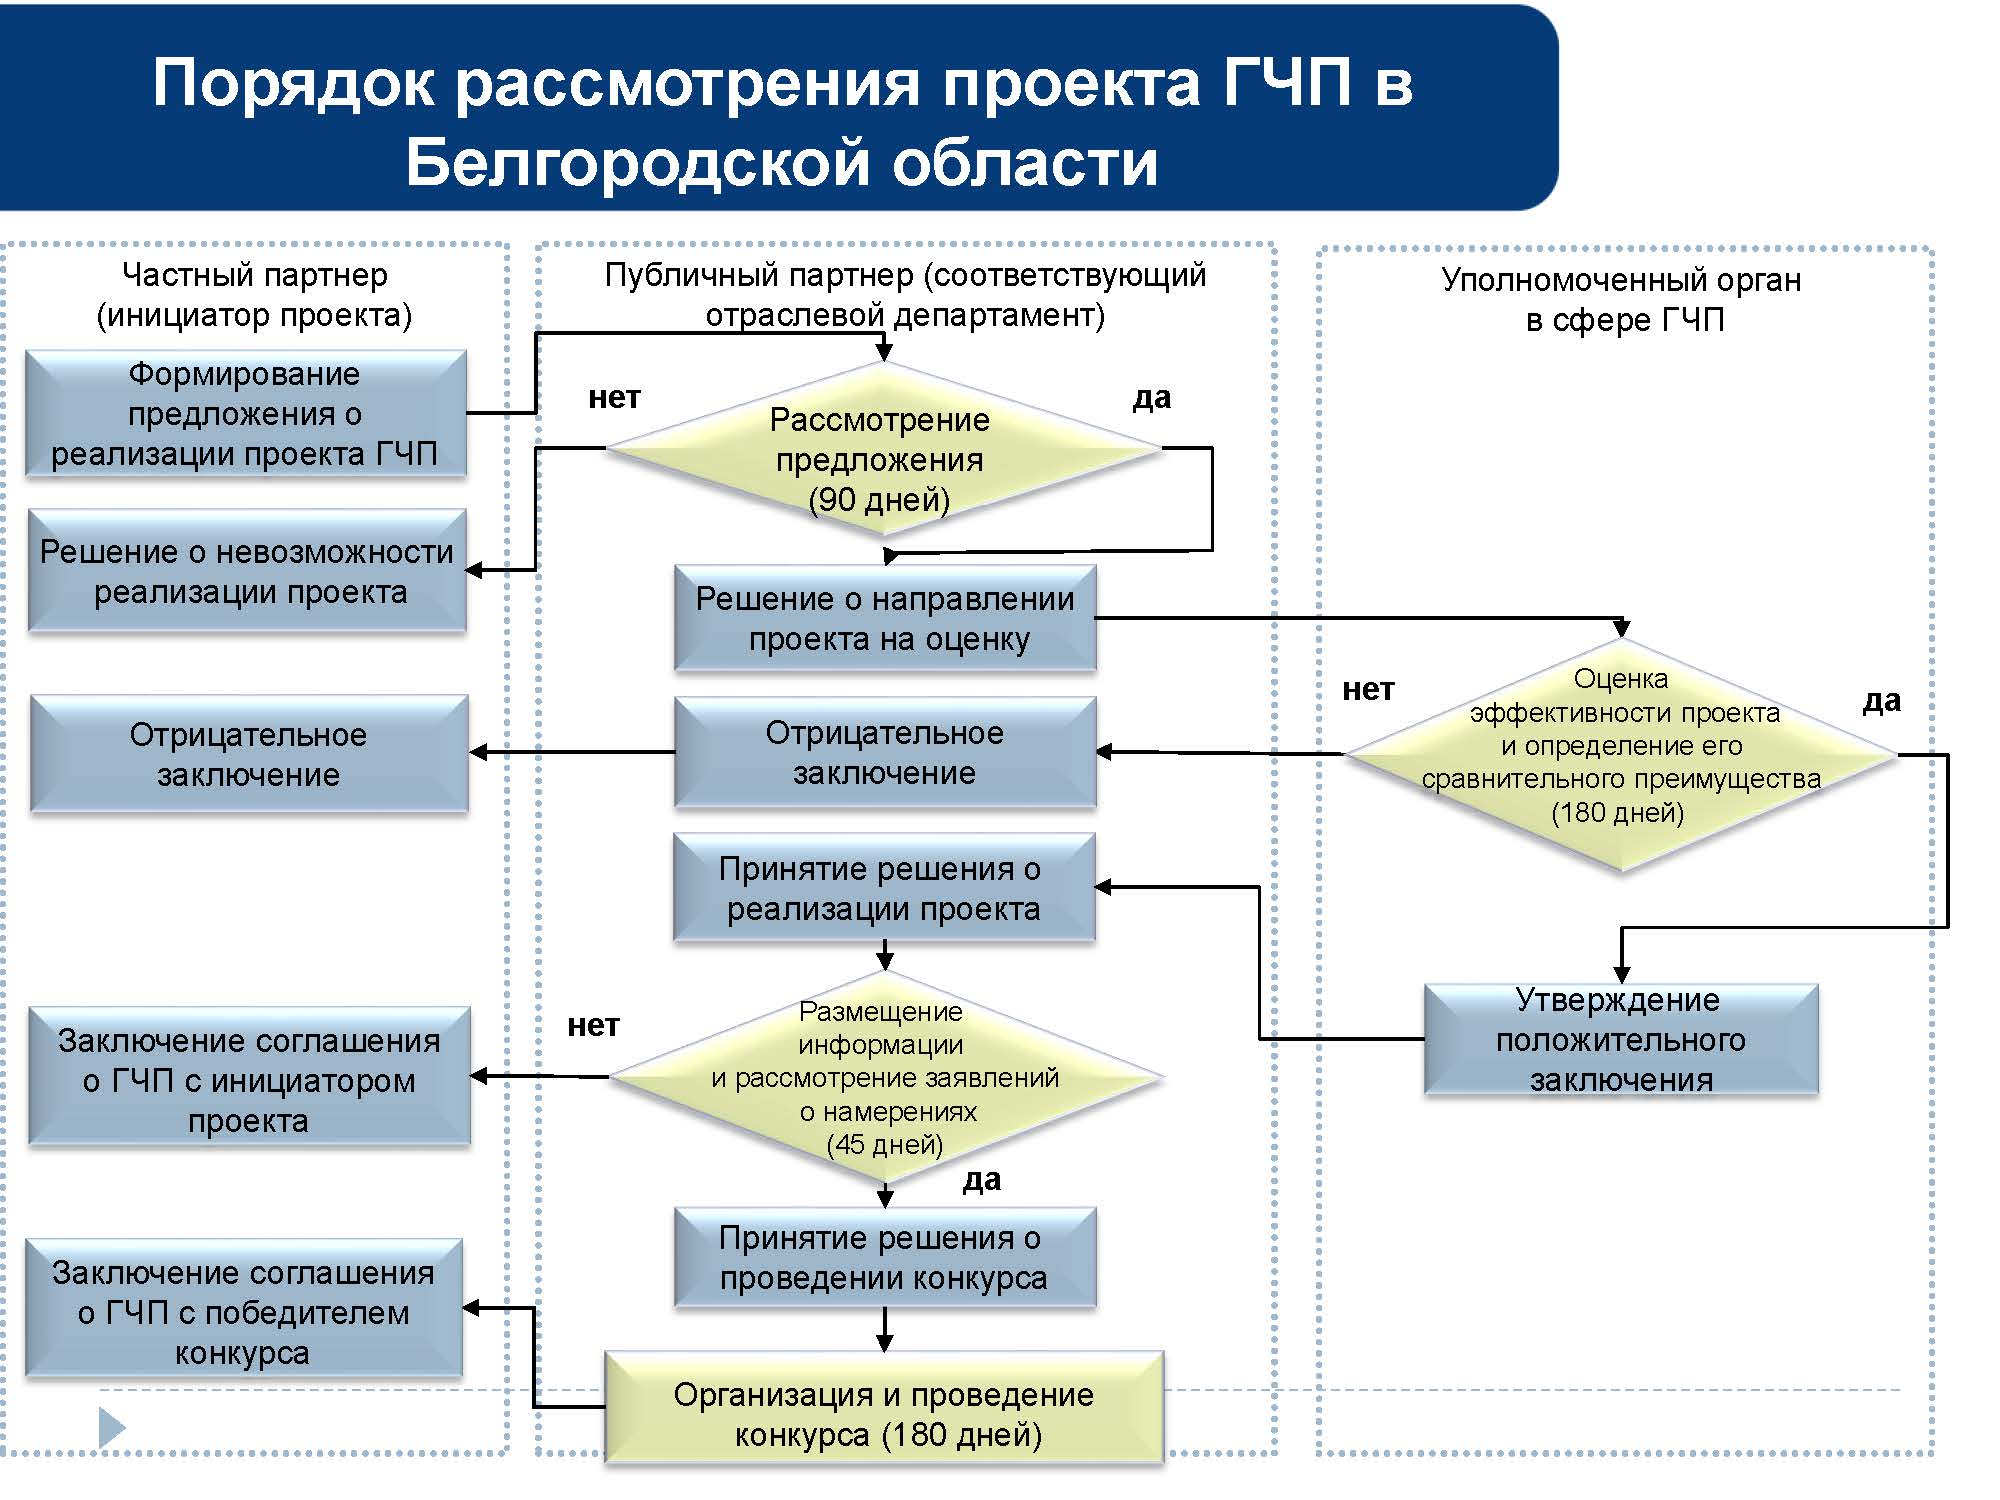 Порядок рассмотрения проекта ГЧП в
Белгородской области
Частный партнер
(инициатор проекта)
Формирование
предложения о
реализации проекта ГЧП
Решение о невозможности
реализации проекта
Отрицательное
заключение
Заключение соглашения
о ГЧП с инициатором
проекта
Заключение соглашения
о ГЧП с победителем
конкурса
Публичный партнер (соответствующий
отраслевой департамент)
нет
да
Рассмотрение
предложения
(90 дней)
Решение о направлении
проекта на оценку
Отрицательное
заключение
Принятие решения о
реализации проекта
нет
Размещение
информации
и рассмотрение заявлений
о намерениях
(45 дней)
да
Принятие решения о
проведении конкурса
Организация и проведение
конкурса (180 дней)
Уполномоченный орган
в сфере ГЧП
нет
да
Оценка
эффективности проекта
и определение его
сравнительного преимущества
(180 дней)
Утверждение
положительного
заключения